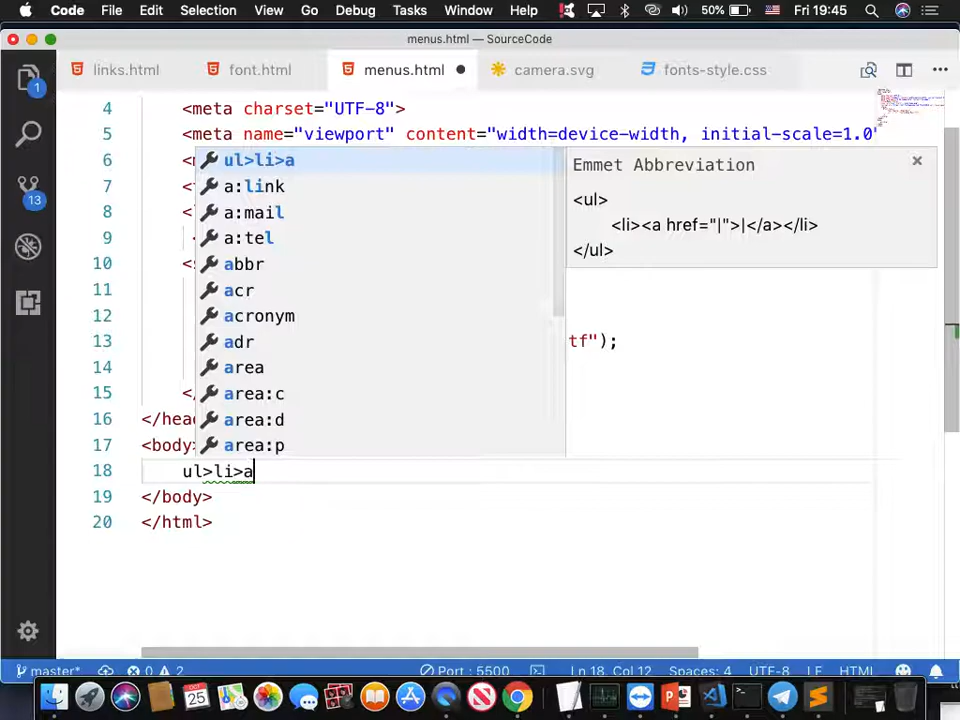 Code File Edit Selection View Go Debug Tasks Window Help 50% Fri 19:45
menus.html — SourceCode
links.html font.html menus.html camera.svg fonts-style.css
4 <meta charset="UTF-8">
5 <meta name="viewport" content="width=device-width, initial-scale=1.0"
6
7
8
9
10
11
12
13 tf");
14
15
16 </head
17 <body>
18 ul>li>a
19 </body>
20 </html>
ul>li>a
a:link
a:mail
a:tel
abbr
acr
acronym
adr
area
area:c
area:d
area:p
Emmet Abbreviation
<ul>
<li><a href="|">|</a></li>
</ul>
1
13
master* 0 2 Port : 5500 Ln 18, Col 12 Spaces: 4 UTF-8 LF HTML
25